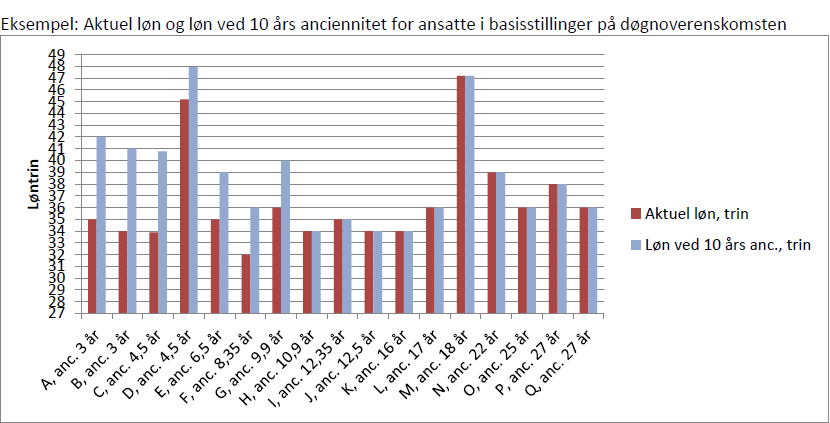 Eksempel: Aktuel løn og løn ved 10 års anciennitet for ansatte i basisstillinger på døgnoverenskomsten
49
48
47
46
45
44
43
42
41
40
39
38
37
36
35
34
33
32
31
30
29
28
27
Løntrin
A, anc. 3 år
B, anc. 3 år
C, anc. 4,5 år
D, anc. 4,5 år
E, anc. 6,5 år
F, anc. 8,35 år
G, anc. 9,9 år
H, anc. 10,9 år
I, anc. 12,35 år
J, anc. 12,5 år
K, anc. 16 år
L, anc. 17 år
M, anc. 18 år
N, anc. 22 år
O, anc. 25 år
P, anc. 27 år
Q, anc. 27 år
Aktuel løn, trin
Løn ved 10 års anc., trin